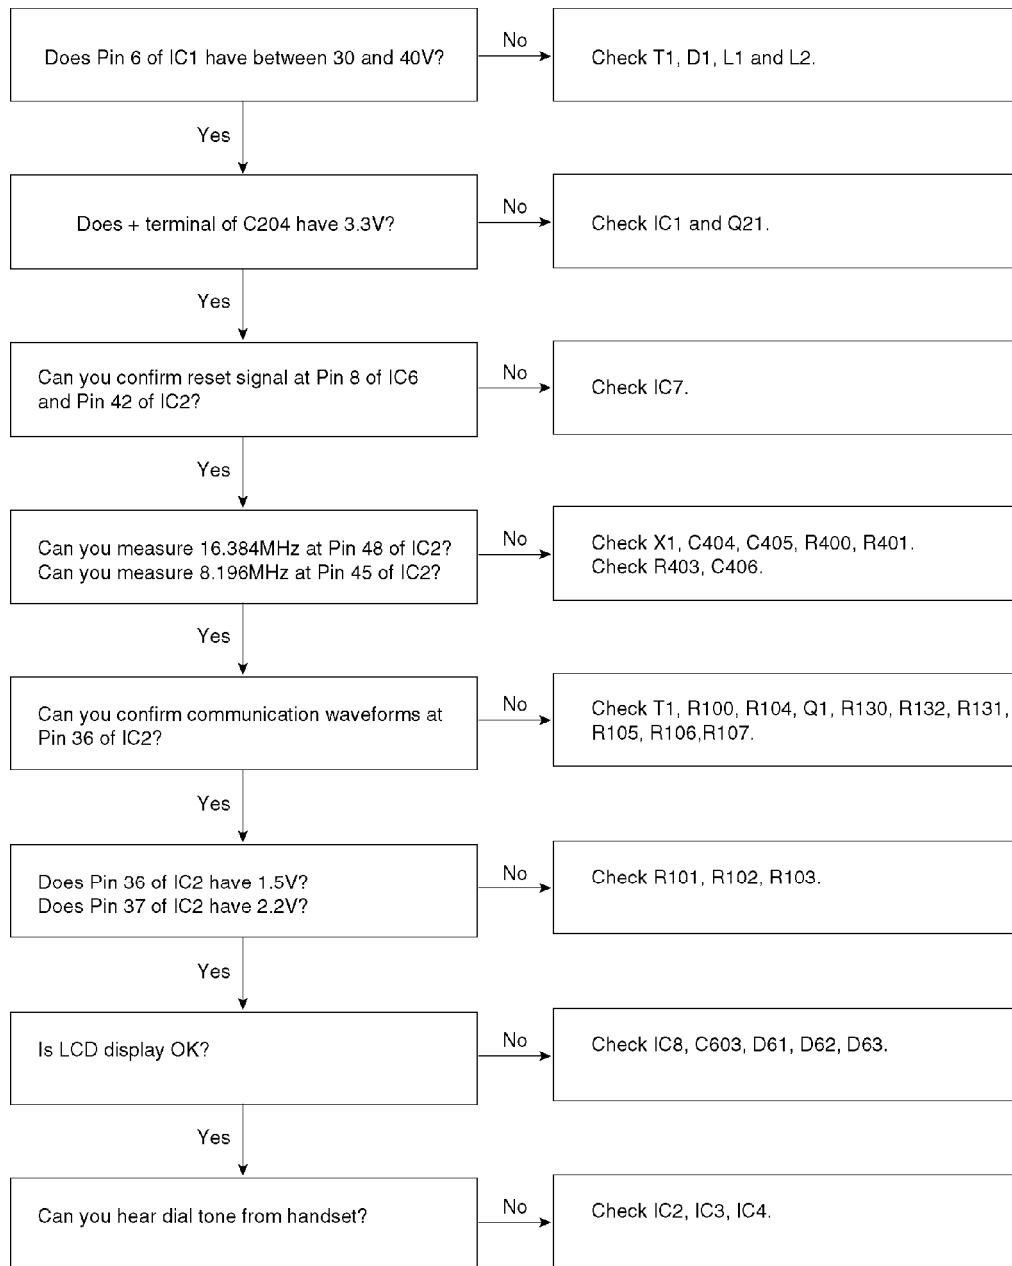 Does Pin 6 of IC1 have between 30 and 40V?
No
Check T1, D1, L1 and L2.
Yes
Does + terminal of C204 have 3.3V?
No
Check IC1 and Q21.
Yes
Can you confirm reset signal at Pin 8 of IC6
and Pin 42 of IC2?
No
Check IC7.
Yes
Can you measure 16.384MHz at Pin 48 of IC2?
Can you measure 8.196MHz at Pin 45 of IC2?
No
Check X1, C404, C405, R400, R401.
Check R403, C406.
Yes
Can you confirm communication waveforms at
Pin 36 of IC2?
No
Check T1, R100, R104, Q1, R130, R132, R131,
R105, R106,R107.
Yes
Does Pin 36 of IC2 have 1.5V?
Does Pin 37 of IC2 have 2.2V?
No
Check R101, R102, R103.
Yes
Is LCD display OK?
No
Check IC8, C603, D61, D62, D63.
Yes
Can you hear dial tone from handset?
No
Check IC2, IC3, IC4.